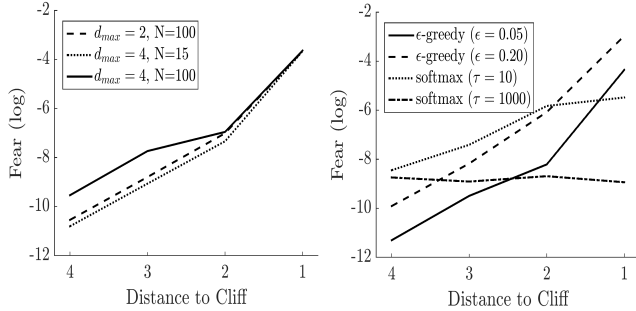 -2
-4
-6
-8
-10
-12
Fear (log)
d_max = 2, N=100
d_max = 4, N=15
d_max = 4, N=100
4 3 2 1
Distance to Cliff
-2
-4
-6
-8
-10
-12
Fear (log)
ϵ-greedy (ϵ = 0.05)
ϵ-greedy (ϵ = 0.20)
softmax (τ = 10)
softmax (τ = 1000)
4 3 2 1
Distance to Cliff